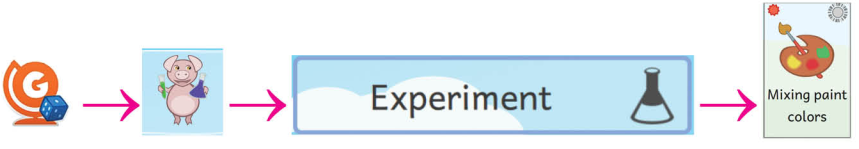 G
Experiment
Mixing paint
colors